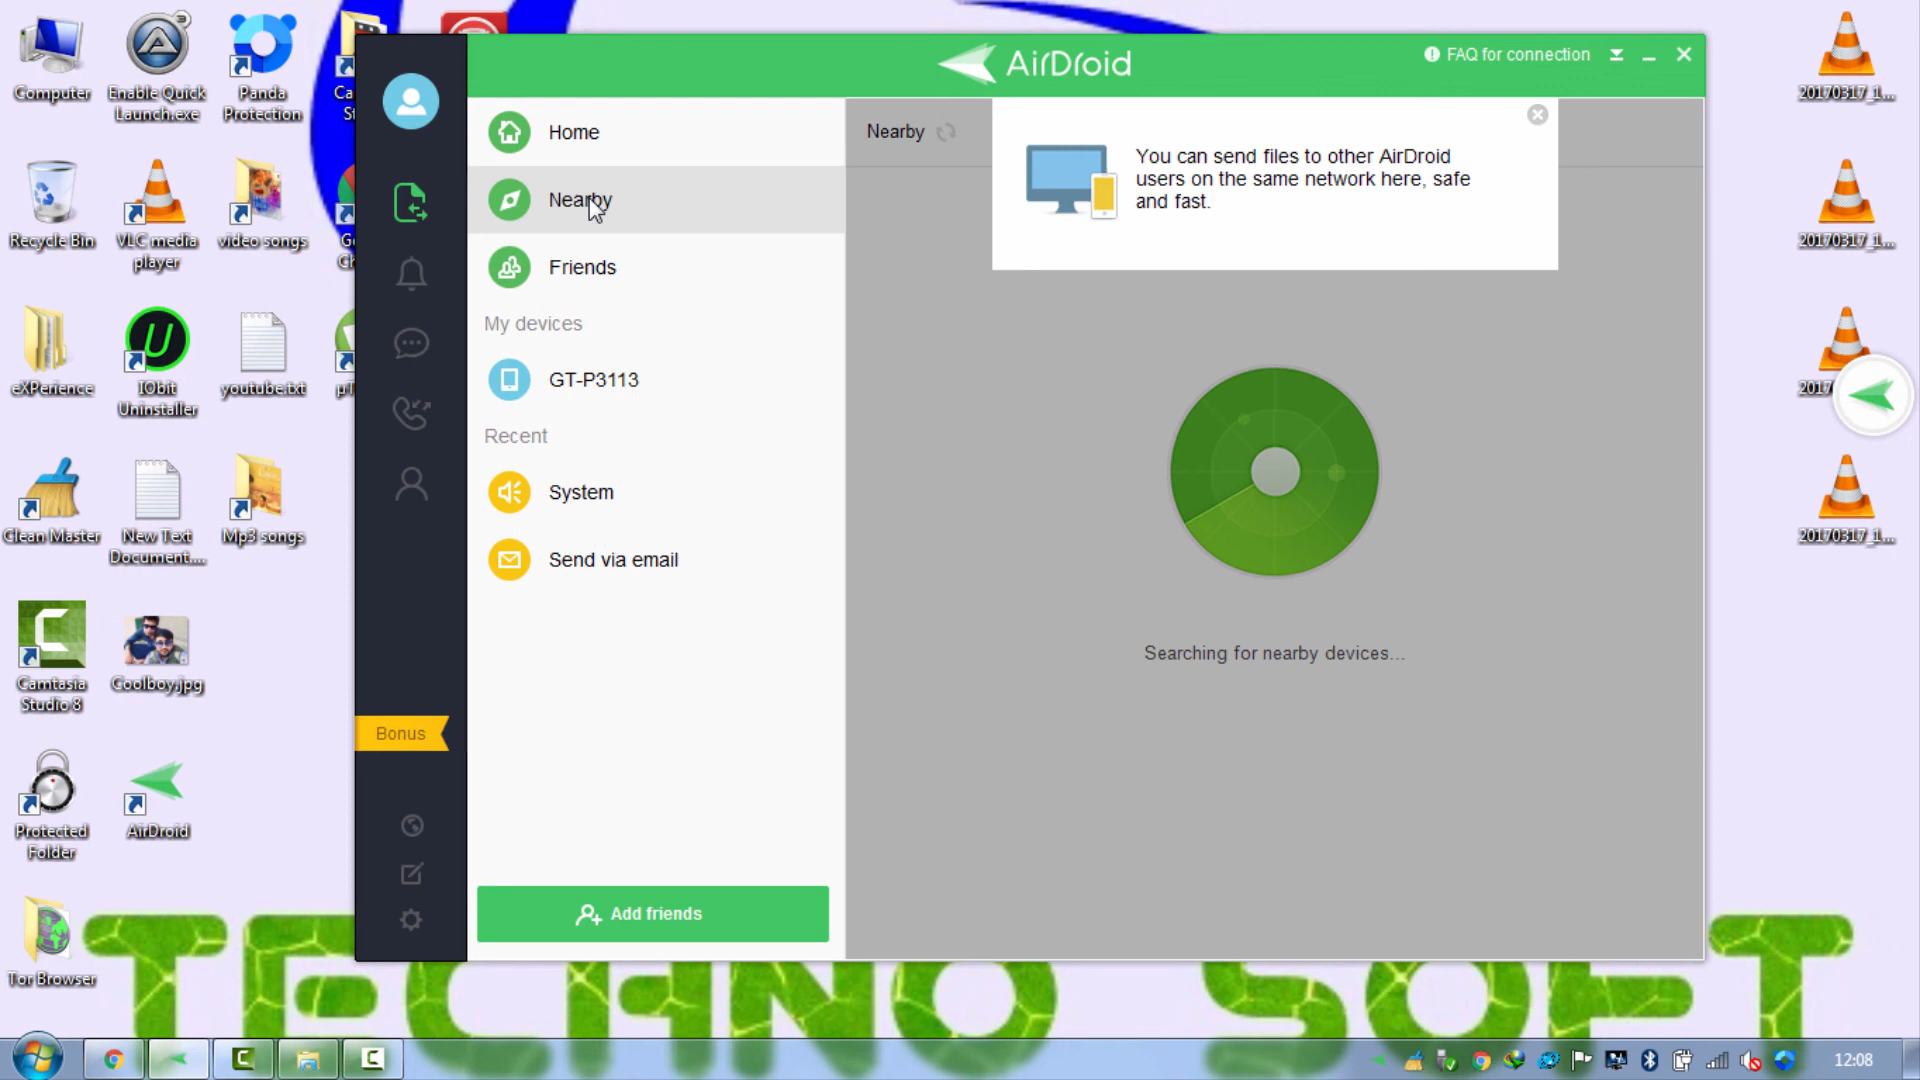 Computer
Enable Quick
Launch.exe
Panda
Protection
Recycle Bin
VLC media
player
video songs
eXPerience
IObit
Uninstaller
youtube.txt
Clean Master
New Text
Document....
Mp3 songs
Camtasia
Studio 8
Coolboy.jpg
Protected
Folder
AirDroid
Tor Browser
AirDroid
FAQ for connection
Home
Nearby
Friends
My devices
GT-P3113
Recent
System
Send via email
Bonus
Add friends
Nearby
You can send files to other AirDroid
users on the same network here, safe
and fast.
Searching for nearby devices...
20170317_1...
20170317_1...
2017
20170317_1...
TECHNO SOFT
12:08